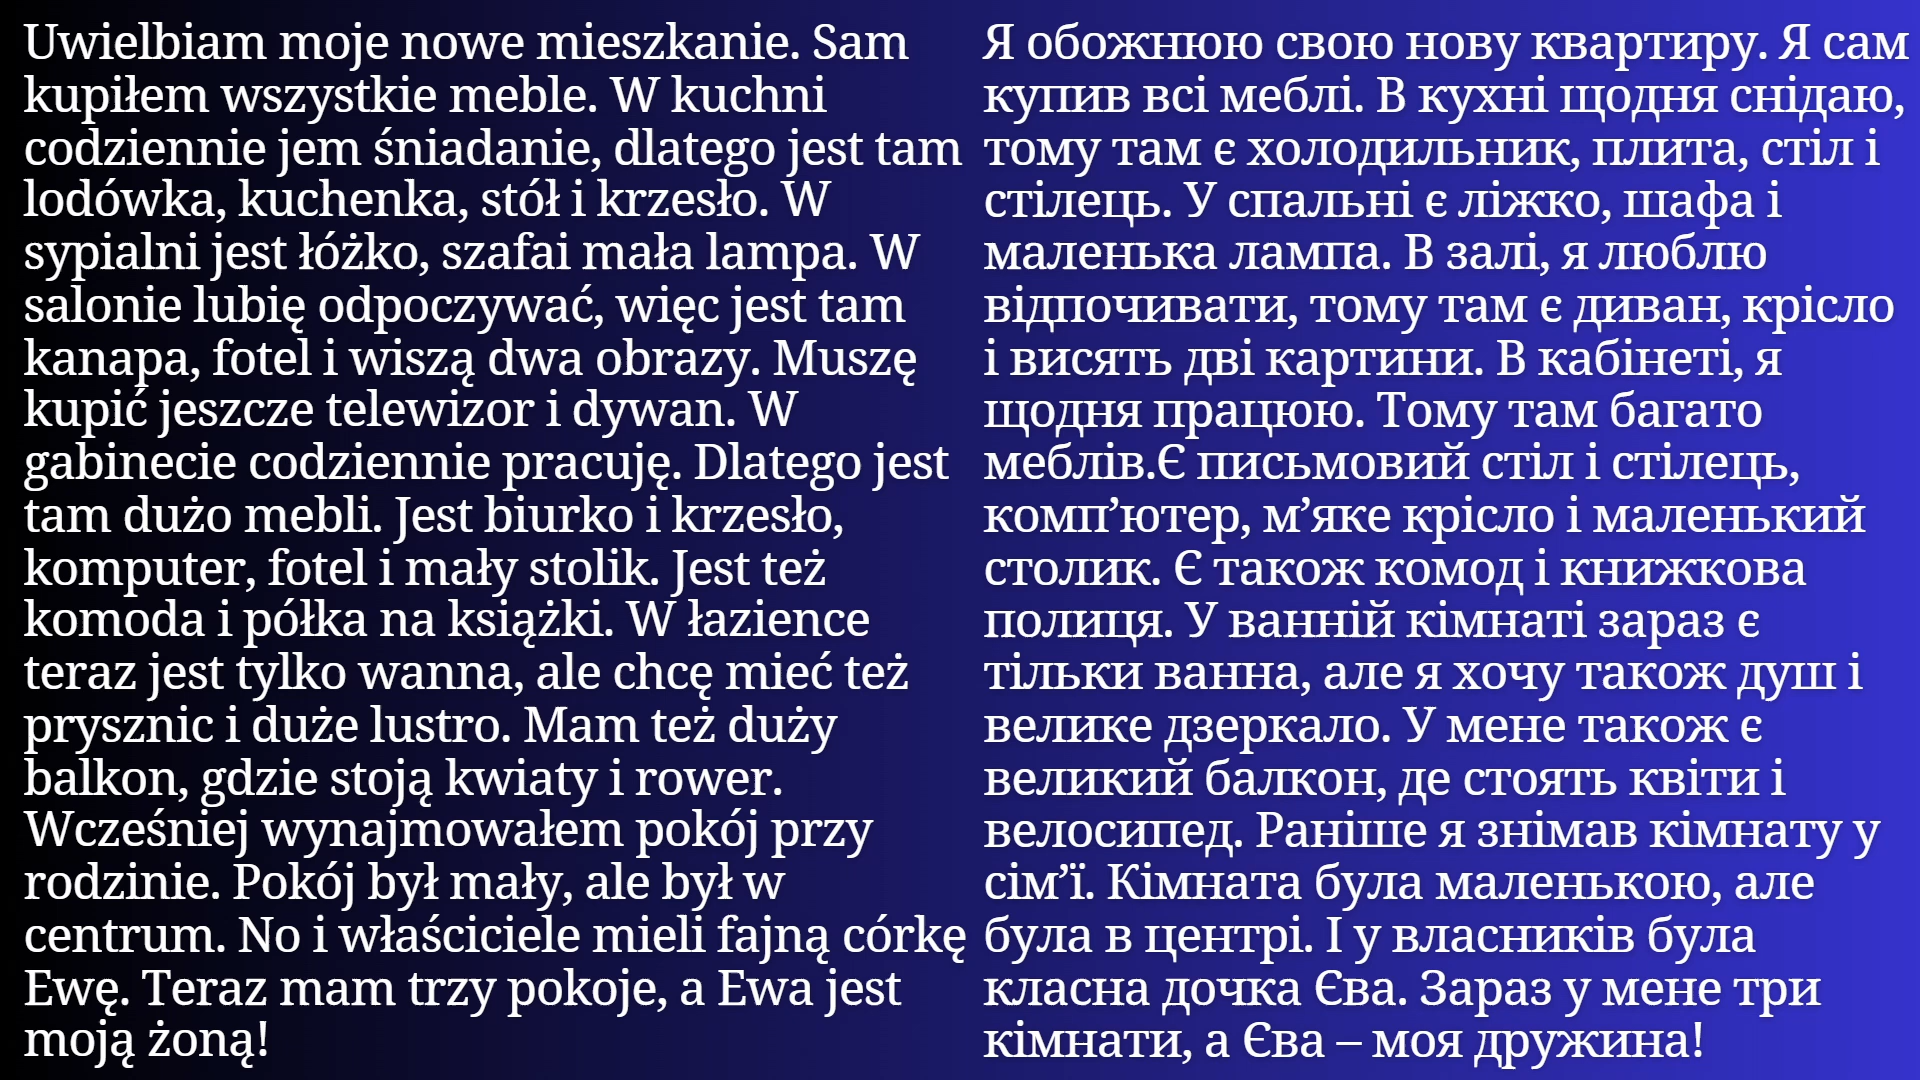 Uwielbiam moje nowe mieszkanie. Sam
kupiłem wszystkie meble. W kuchni
codziennie jem śniadanie, dlatego jest tam
lodówka, kuchenka, stół i krzesło. W
sypialni jest łóżko, szafai mała lampa. W
salonie lubię odpoczywać, więc jest tam
kanapa, fotel i wiszą dwa obrazy. Muszę
kupić jeszcze telewizor i dywan. W
gabinecie codziennie pracuję. Dlatego jest
tam dużo mebli. Jest biurko i krzesło,
komputer, fotel i mały stolik. Jest też
komoda i półka na książki. W łazience
teraz jest tylko wanna, ale chcę mieć też
prysznic i duże lustro. Mam też duży
balkon, gdzie stoją kwiaty i rower.
Wcześniej wynajmowałem pokój przy
rodzinie. Pokój był mały, ale był w
centrum. No i właściciele mieli fajną córkę
Ewę. Teraz mam trzy pokoje, a Ewa jest
moją żoną!
Я обожнюю свою нову квартиру. Я сам
купив всі меблі. В кухні щодня снідаю,
тому там є холодильник, плита, стіл і
стілець. У спальні є ліжко, шафа і
маленька лампа. В залі, я люблю
відпочивати, тому там є диван, крісло
і висять дві картини. В кабінеті, я
щодня працюю. Тому там багато
меблів.Є письмовий стіл і стілець,
комп’ютер, м’яке крісло і маленький
столик. Є також комод і книжкова
полиця. У ванній кімнаті зараз є
тільки ванна, але я хочу також душ і
велике дзеркало. У мене також є
великий балкон, де стоять квіти і
велосипед. Раніше я знімав кімнату у
сім’ї. Кімната була маленькою, але
була в центрі. І у власників була
класна дочка Єва. Зараз у мене три
кімнати, а Єва – моя дружина!